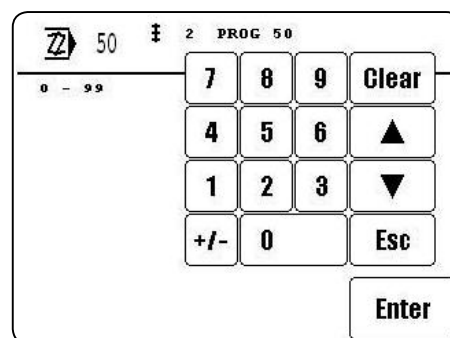 50 2 PROG 50
0 - 99
7 8 9 Clear
4 5 6 ▲
1 2 3 ▼
+/- 0 Esc
Enter